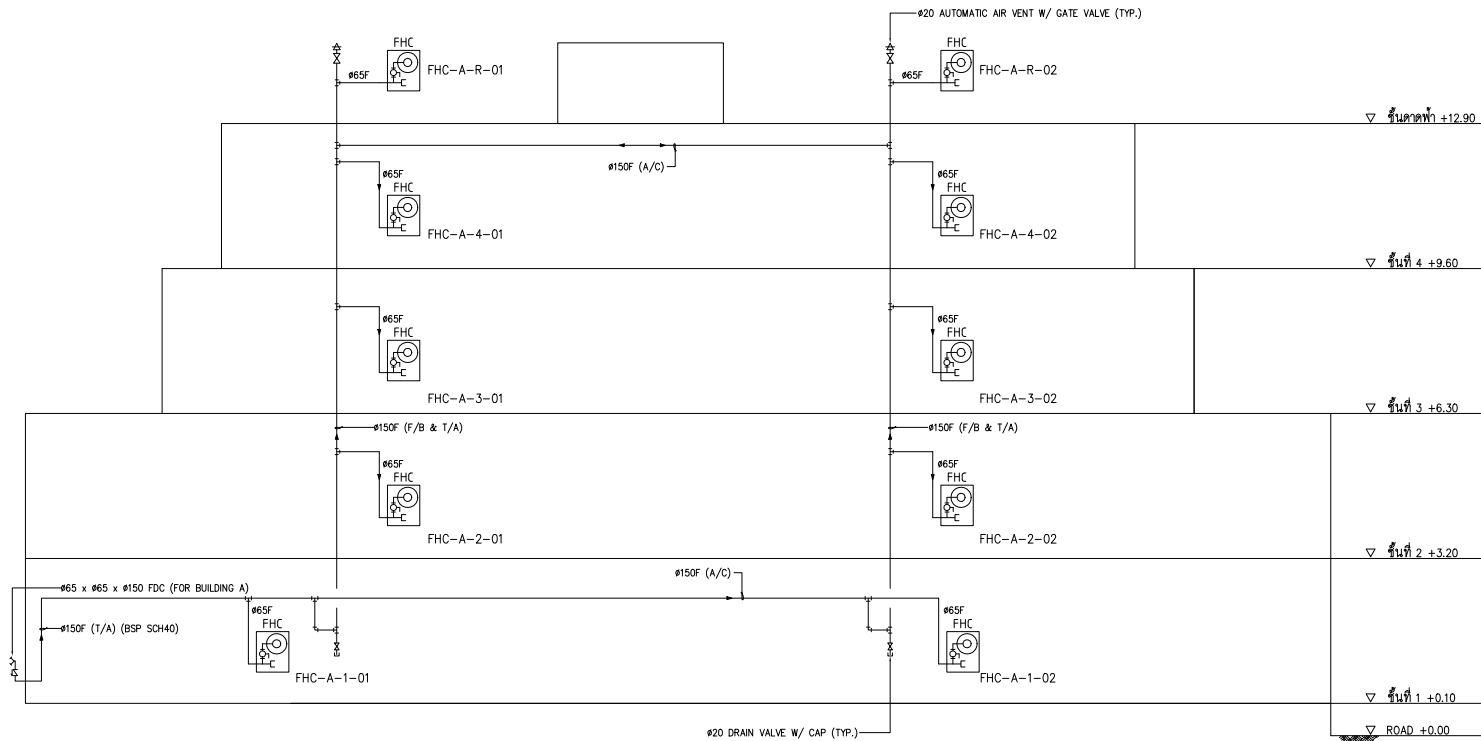 ø20 AUTOMATIC AIR VENT W/ GATE VALVE (TYP.)
FHC
FHC
ø65F
FHC-A-R-01
ø65F
FHC-A-R-02
ชั้นดาดฟ้า +12.90
ø150F (A/C)
ø65F
FHC
FHC-A-4-01
ø65F
FHC
FHC-A-4-02
ชั้นที่ 4 +9.60
ø65F
FHC
FHC-A-3-01
ø65F
FHC
FHC-A-3-02
ชั้นที่ 3 +6.30
ø150F (F/B & T/A)
ø150F (F/B & T/A)
ø65F
FHC
FHC-A-2-01
ø65F
FHC
FHC-A-2-02
ชั้นที่ 2 +3.20
ø150F (A/C)
ø65 x ø65 x ø150 FDC (FOR BUILDING A)
ø65F
FHC
ø65F
FHC
ø150F (T/A) (BSP SCH40)
FHC-A-1-01
FHC-A-1-02
ชั้นที่ 1 +0.10
ø20 DRAIN VALVE W/ CAP (TYP.)
ROAD +0.00